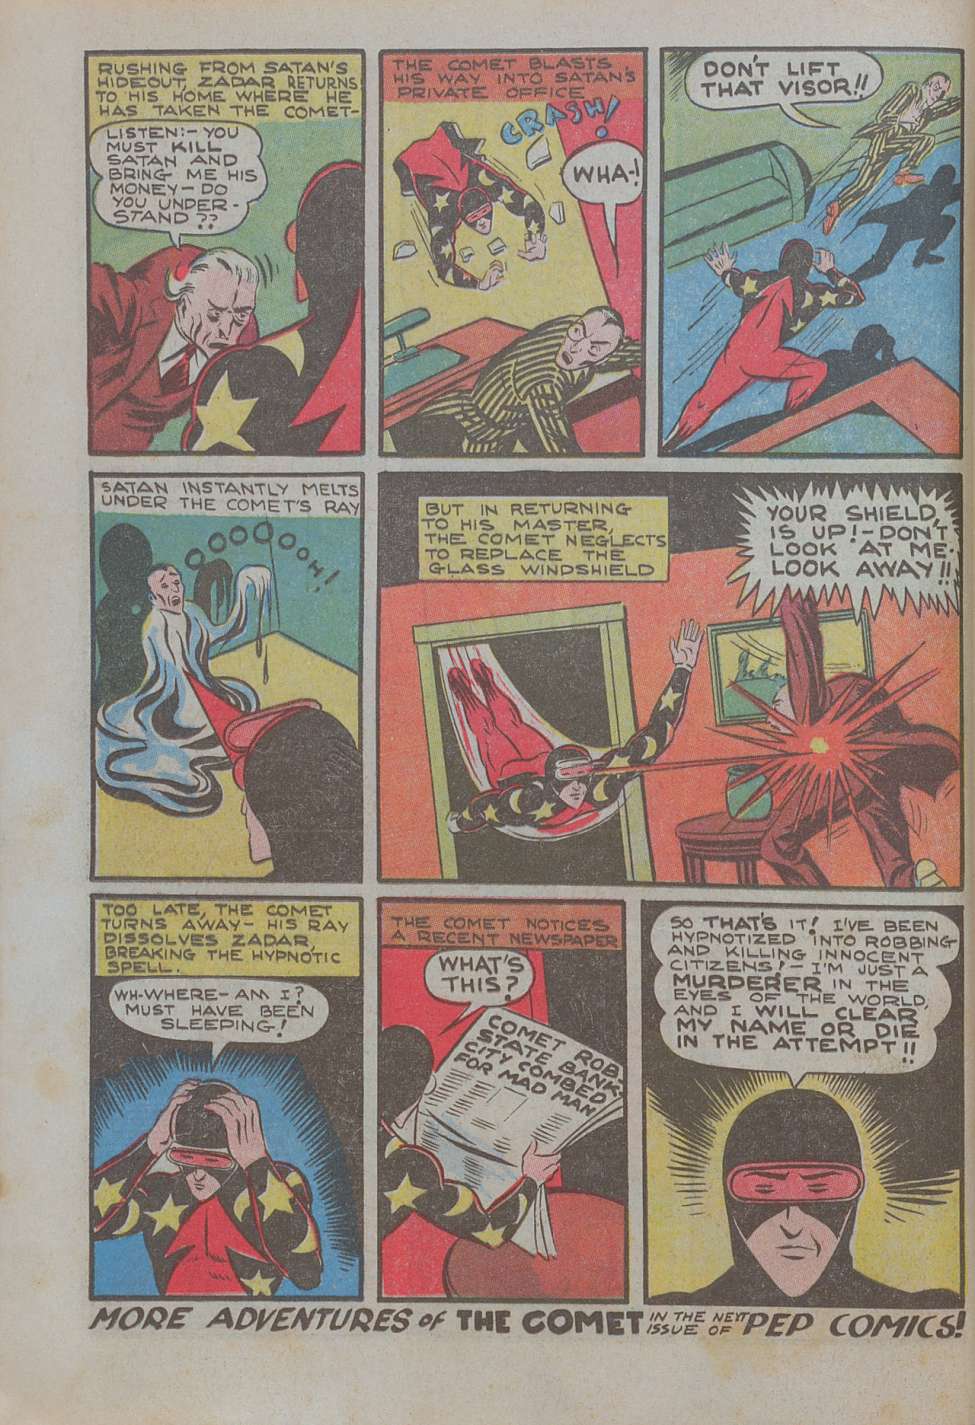 RUSHING FROM SATAN'S
HIDEOUT, ZADAR RETURNS
TO HIS HOME WHERE HE
HAS TAKEN THE COMET-
LISTEN:- YOU
MUST KILL
SATAN AND
BRING ME HIS
MONEY - DO
YOU UNDER-
STAND??
THE COMET BLASTS
HIS WAY INTO SATAN'S
PRIVATE OFFICE
CRASH!
WHA-!
DON'T LIFT
THAT VISOR!!
SATAN INSTANTLY MELTS
UNDER THE COMET'S RAY
OOOOOOOH!
BUT IN RETURNING
TO HIS MASTER,
THE COMET NEGLECTS
TO REPLACE THE
GLASS WINDSHIELD
YOUR SHIELD,
IS UP!-DON'T
LOOK AT ME-
LOOK AWAY!!
TOO LATE, THE COMET
TURNS AWAY- HIS RAY
DISSOLVES ZADAR,
BREAKING THE HYPNOTIC
SPELL.
WH-WHERE-AM I?
MUST HAVE BEEN
SLEEPING!
THE COMET NOTICES
A RECENT NEWSPAPER
WHAT'S
THIS?
COMET ROB
STATE BANK-
CITY COMBED
FOR MAD MAN
SO THAT'S IT! I'VE BEEN
HYPNOTIZED INTO ROBBING
AND KILLING INNOCENT
CITIZENS!-I'M JUST A
MURDERER IN THE
EYES OF THE WORLD,
AND I WILL CLEAR
MY NAME OR DIE
IN THE ATTEMPT!!
MORE ADVENTURES OF THE COMET IN THE NEXT ISSUE OF PEP COMICS!